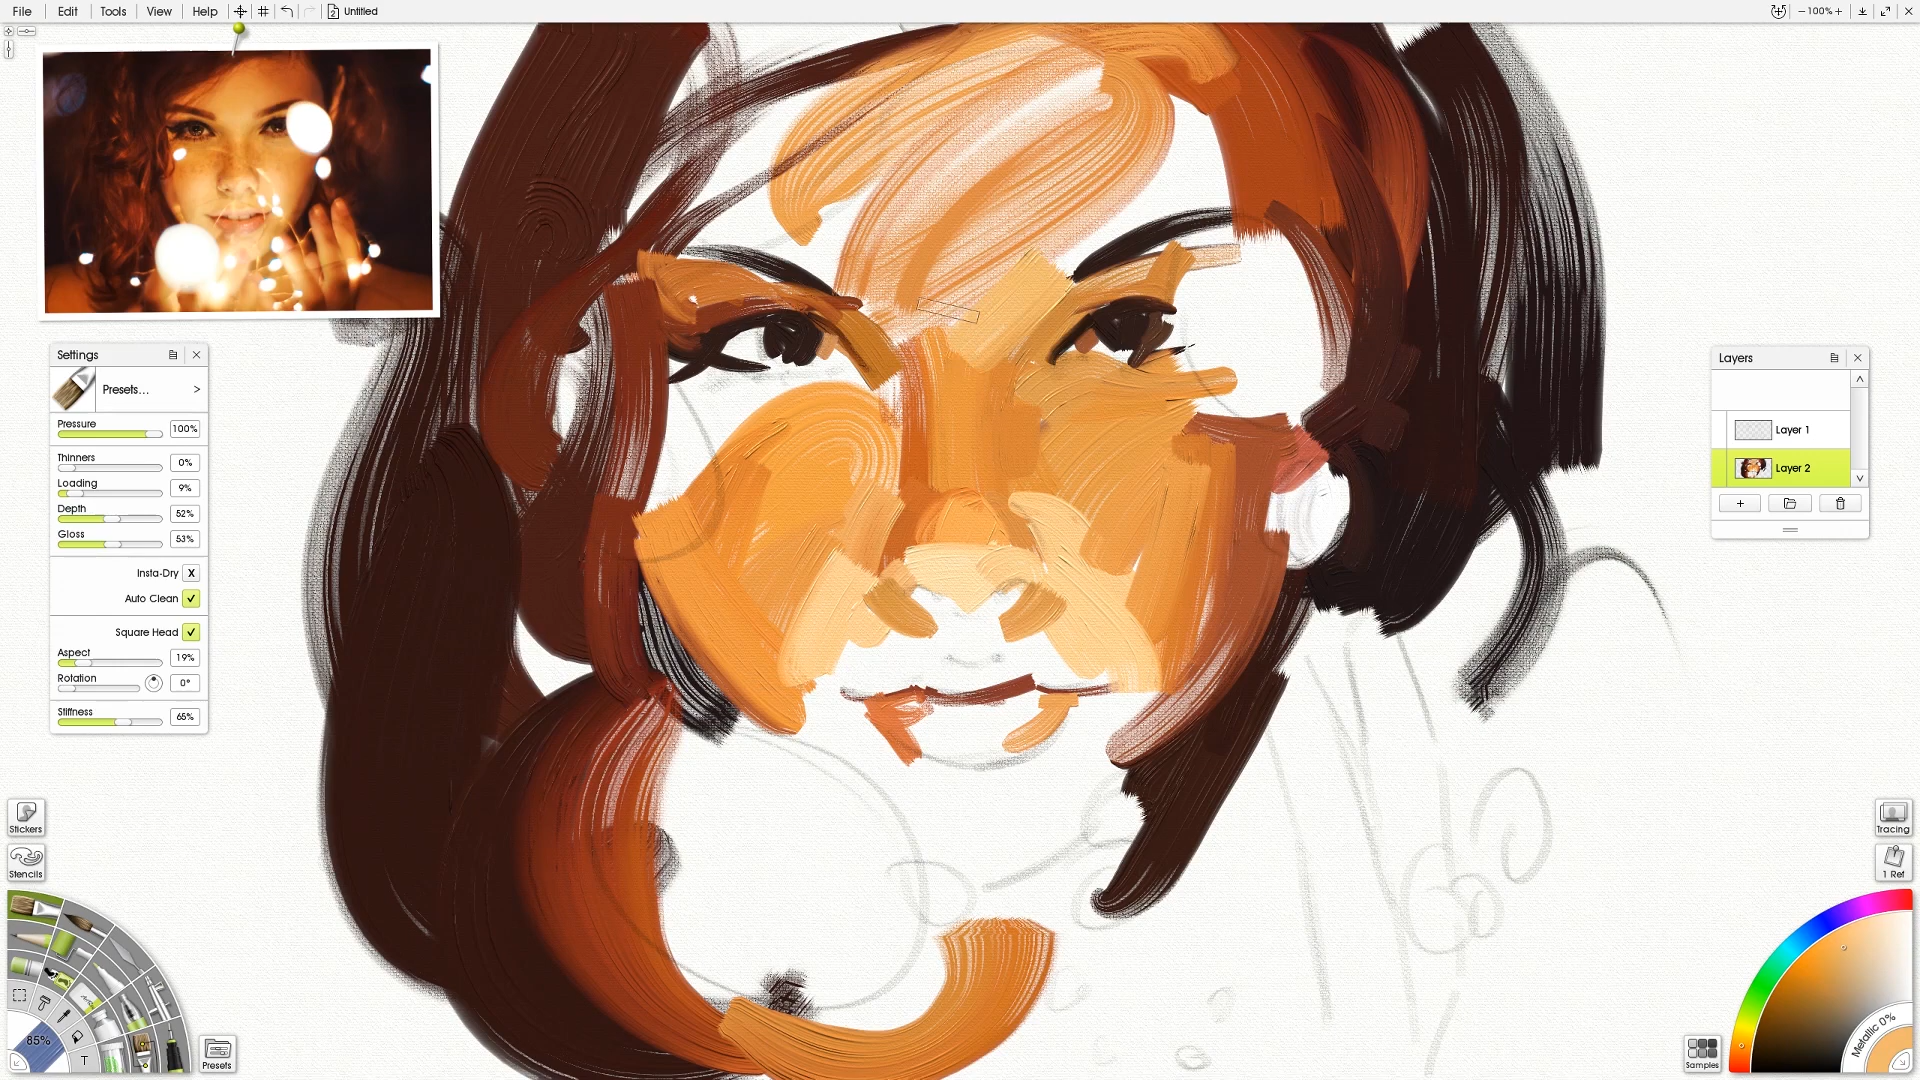 File Edit Tools View Help 2 Untitled − 100% +
Settings
Presets... >
Pressure 100%
Thinners 0%
Loading 9%
Depth 52%
Gloss 53%
Insta-Dry X
Auto Clean ✓
Square Head ✓
Aspect 19%
Rotation 0°
Stiffness 65%
Layers
Layer 1
Layer 2
Stickers
Stencils
85%
T
Presets
Tracing
1 Ref
Metallic 0%
Samples